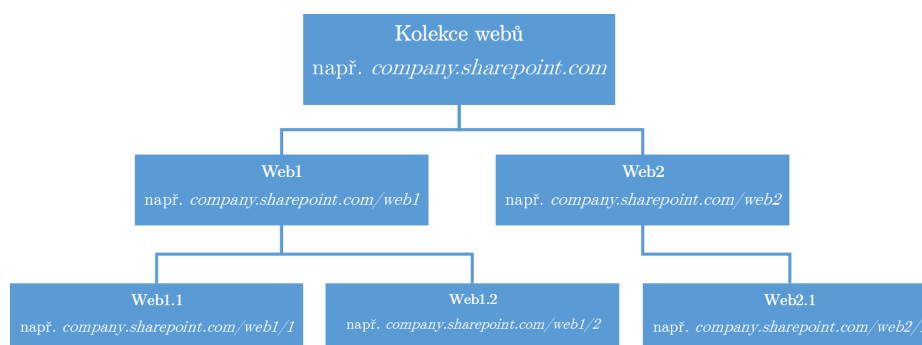 Kolekce webů
např. company.sharepoint.com
Web1
např. company.sharepoint.com/web1
Web2
např. company.sharepoint.com/web2
Web1.1
např. company.sharepoint.com/web1/1
Web1.2
např. company.sharepoint.com/web1/2
Web2.1
např. company.sharepoint.com/web2/1